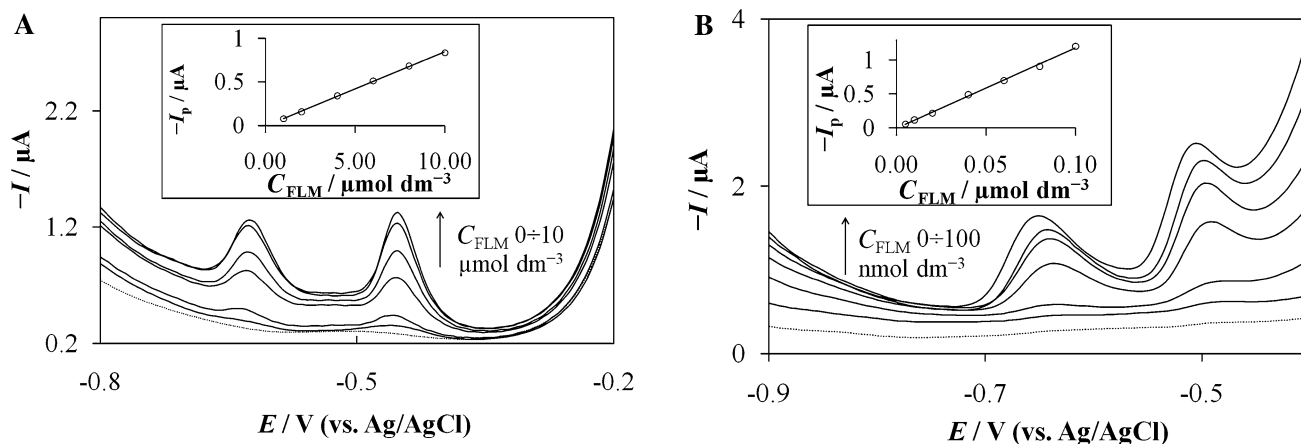 A
−I / μA
2.2
1.2
0.2
-0.8
-0.5
-0.2
E / V (vs. Ag/AgCl)
−Ip / μA
1
0.5
0
0.00
5.00
10.00
CFLM / μmol dm−3
CFLM 0÷10
μmol dm−3
B
−I / μA
4
2
0
-0.9
-0.7
-0.5
E / V (vs. Ag/AgCl)
−Ip / μA
1
0.5
0
0.00
0.05
0.10
CFLM / μmol dm−3
CFLM 0÷100
nmol dm−3